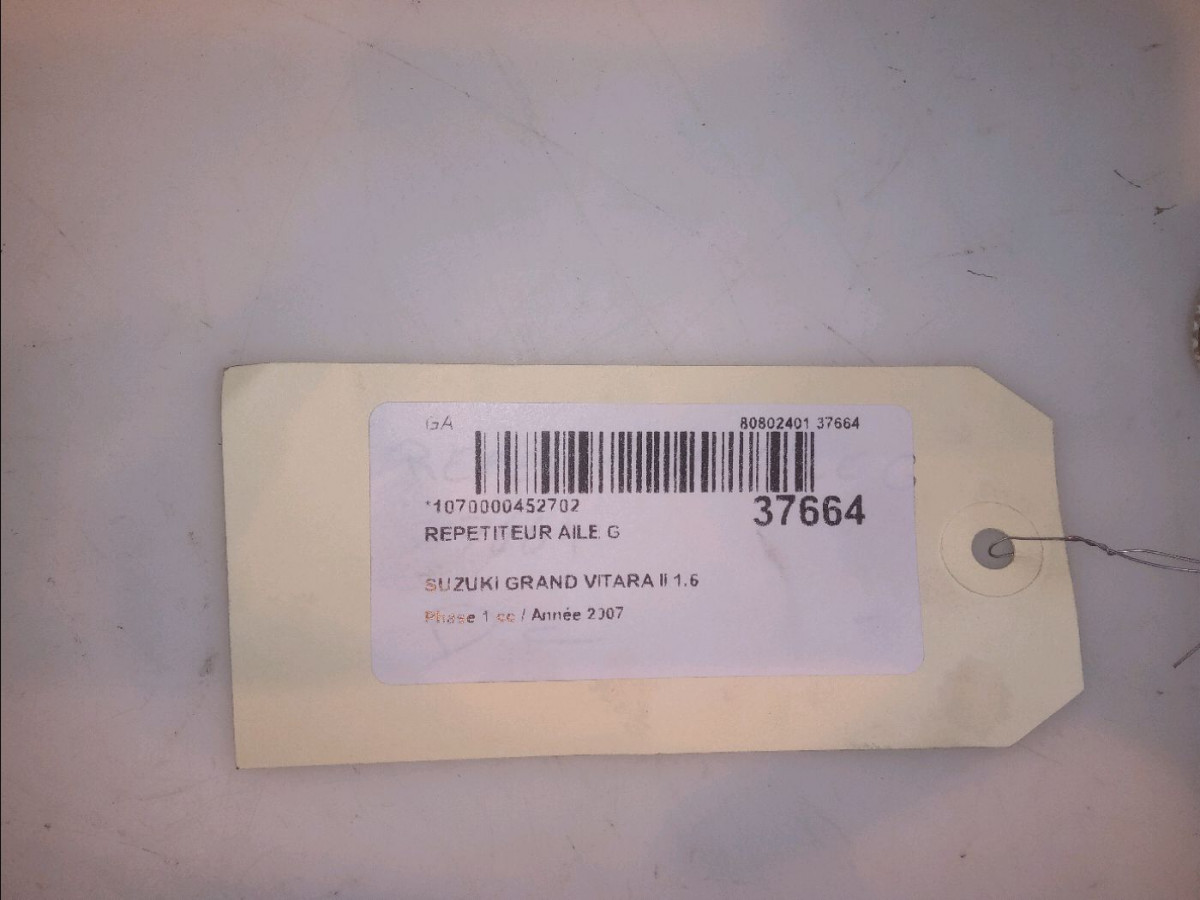 GA
80802401 37664
*1070000452702
37664
REPETITEUR AILE G
SUZUKI GRAND VITARA II 1.6
Phase 1 cc / Année 2007